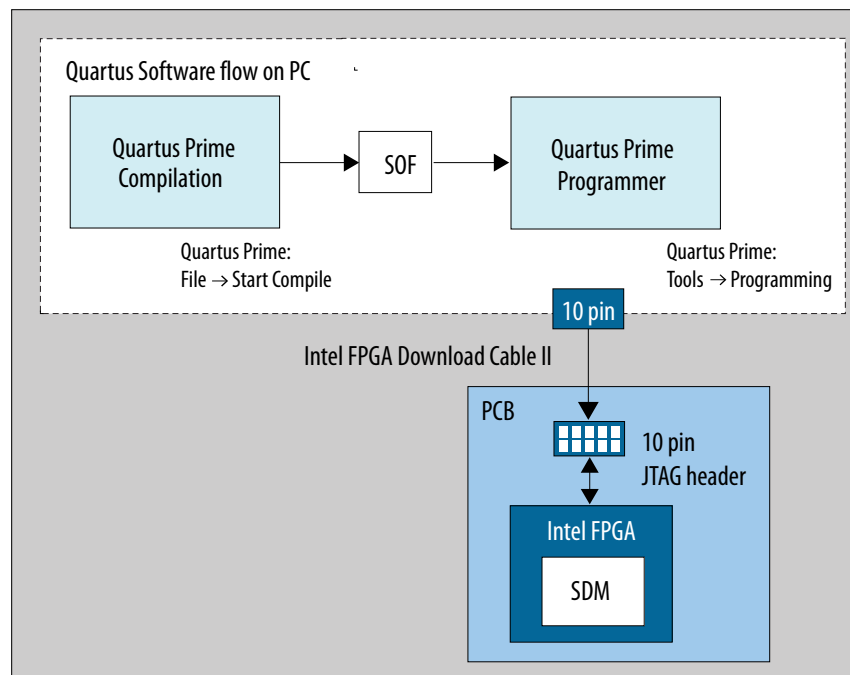 Quartus Software flow on PC
Quartus Prime
Compilation
SOF
Quartus Prime
Programmer
Quartus Prime:
File → Start Compile
Quartus Prime:
Tools → Programming
10 pin
Intel FPGA Download Cable II
PCB
10 pin
JTAG header
Intel FPGA
SDM